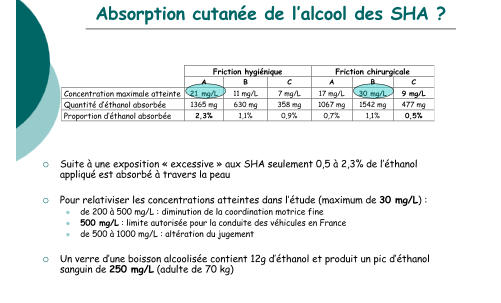 Absorption cutanée de l'alcool des SHA ?
Friction hygiénique Friction chirurgicale
A B C A B C
Concentration maximale atteinte 21 mg/L 11 mg/L 7 mg/L 17 mg/L 30 mg/L 9 mg/L
Quantité d'éthanol absorbée 1365 mg 630 mg 358 mg 1067 mg 1542 mg 477 mg
Proportion d'éthanol absorbée 2,3% 1,1% 0,9% 0,7% 1,1% 0,5%
Suite à une exposition « excessive » aux SHA seulement 0,5 à 2,3% de l'éthanol
appliqué est absorbé à travers la peau
Pour relativiser les concentrations atteintes dans l'étude (maximum de 30 mg/L) :
de 200 à 500 mg/L : diminution de la coordination motrice fine
500 mg/L : limite autorisée pour la conduite des véhicules en France
de 500 à 1000 mg/L : altération du jugement
Un verre d'une boisson alcoolisée contient 12g d'éthanol et produit un pic d'éthanol
sanguin de 250 mg/L (adulte de 70 kg)